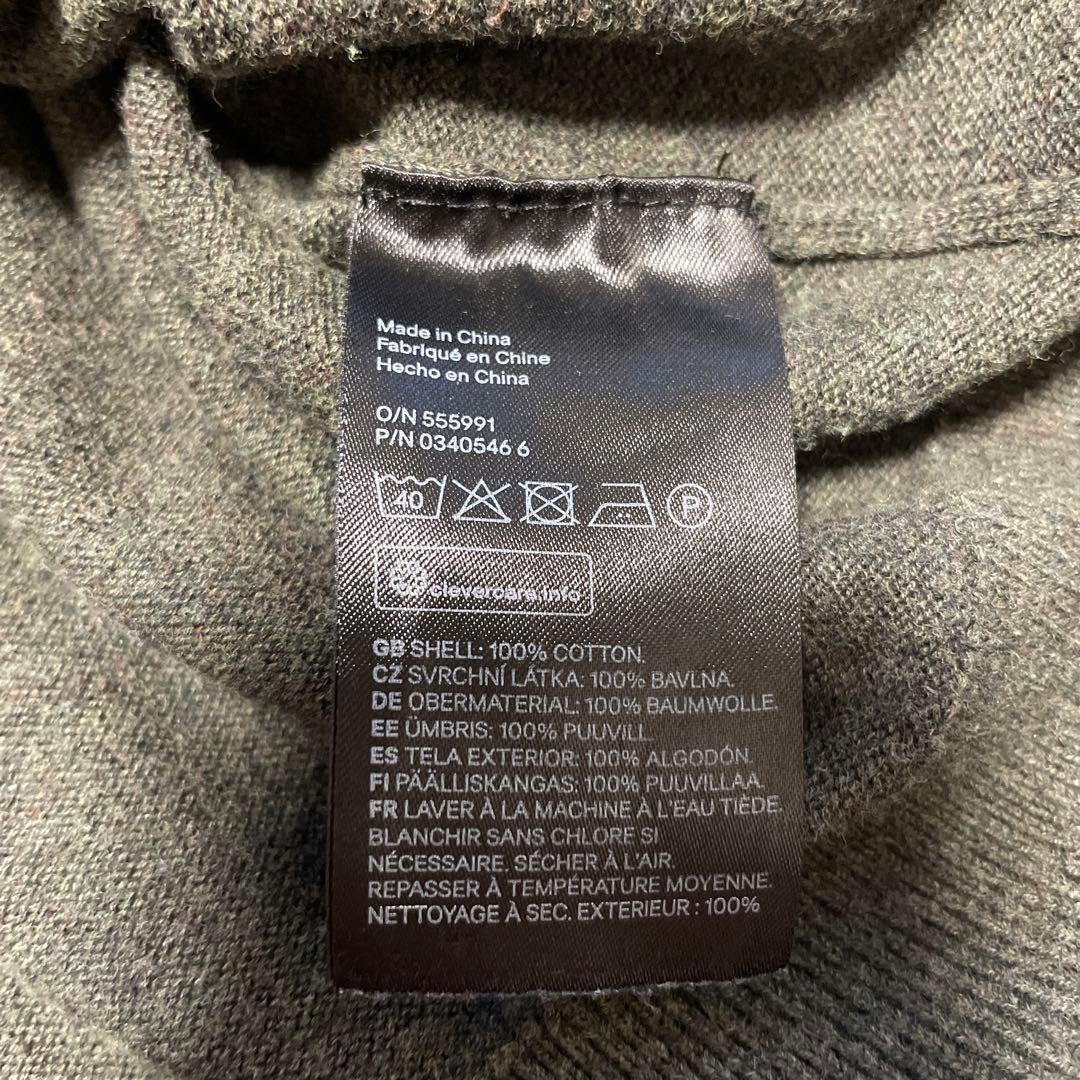 Made in China
Fabriqué en Chine
Hecho en China
O/N 555991
P/N 0340546 6
40
P
clevercare.info
GB SHELL: 100% COTTON.
CZ SVRCHNÍ LÁTKA: 100% BAVLNA.
DE OBERMATERIAL: 100% BAUMWOLLE.
EE ÜMBRIS: 100% PUUVILL.
ES TELA EXTERIOR: 100% ALGODÓN.
FI PÄÄLLISKANGAS: 100% PUUVILLAA.
FR LAVER À LA MACHINE À L'EAU TIÈDE.
BLANCHIR SANS CHLORE SI
NÉCESSAIRE. SÉCHER À L'AIR.
REPASSER À TEMPÉRATURE MOYENNE.
NETTOYAGE À SEC. EXTERIEUR : 100%